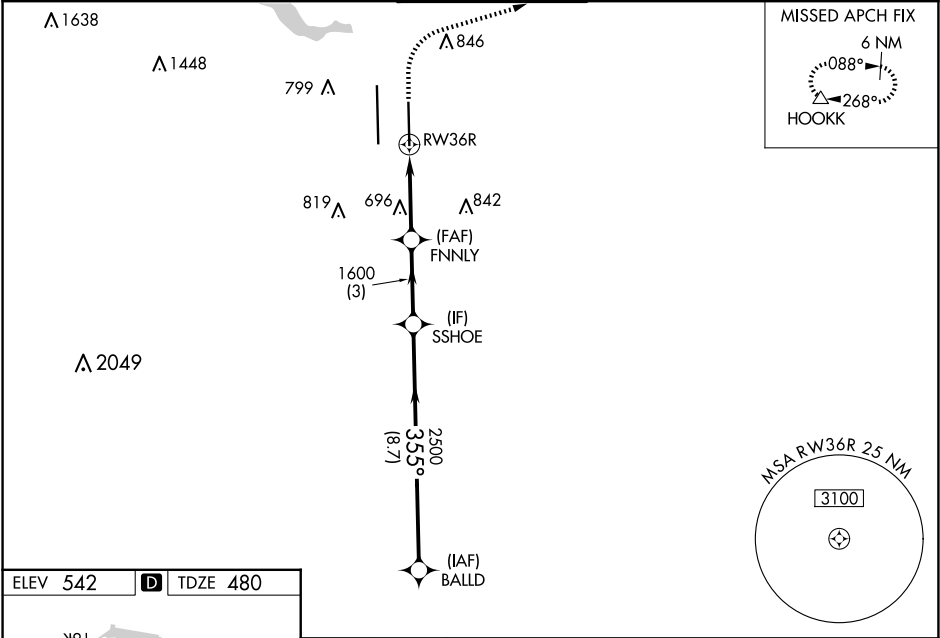 1638
1448
799
846
MISSED APCH FIX
6 NM
088°
268°
HOOKK
RW36R
819
696
842
(FAF)
FNNLY
1600
(3)
(IF)
SSHOE
2049
2500
355°
(8.7)
MSA RW36R 25 NM
3100
(IAF)
BALLD
ELEV 542
D
TDZE 480